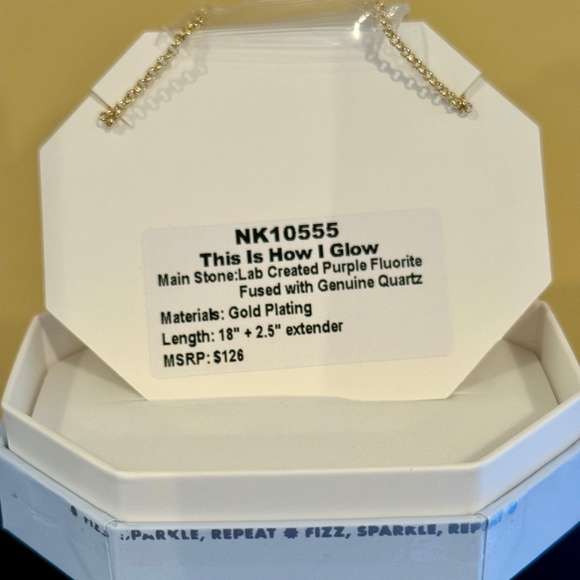 NK10555
This Is How I Glow
Main Stone:Lab Created Purple Fluorite
Fused with Genuine Quartz
Materials: Gold Plating
Length: 18" + 2.5" extender
MSRP: $126
SPARKLE, REPEAT * FIZZ, SPARKLE, REP